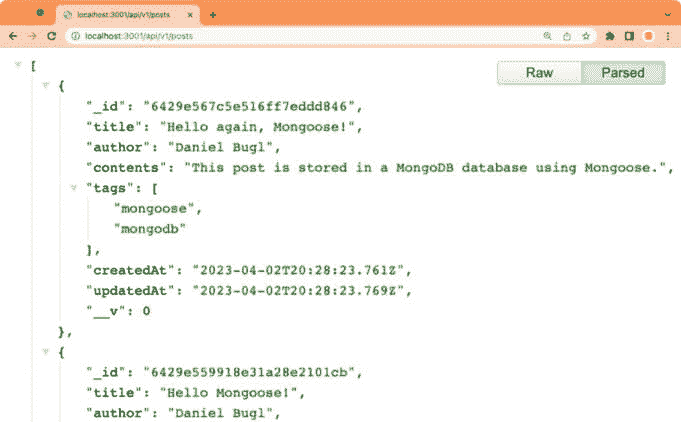 localhost:3001/api/v1/posts
localhost:3001/api/v1/posts
Raw
Parsed
[
{
"_id": "6429e567c5e516ff7eddd846",
"title": "Hello again, Mongoose!",
"author": "Daniel Bugl",
"contents": "This post is stored in a MongoDB database using Mongoose.",
"tags": [
"mongoose",
"mongodb"
],
"createdAt": "2023-04-02T20:28:23.761Z",
"updatedAt": "2023-04-02T20:28:23.769Z",
"__v": 0
},
{
"_id": "6429e559918e31a28e2101cb",
"title": "Hello Mongoose!",
"author": "Daniel Bugl",